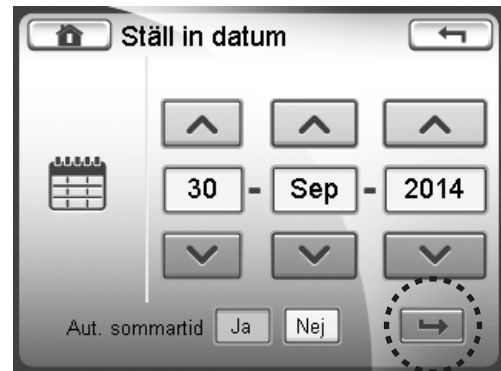 Ställ in datum
30 - Sep - 2014
Aut. sommartid Ja Nej